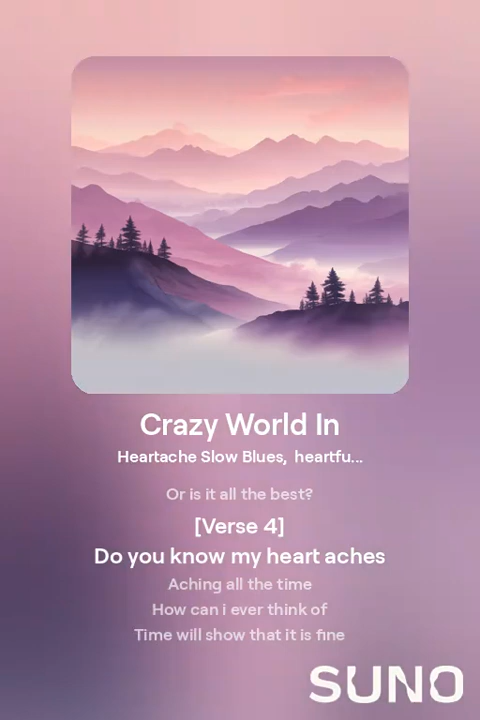 Crazy World In
Heartache Slow Blues, heartfu...
Or is it all the best?
[Verse 4]
Do you know my heart aches
Aching all the time
How can i ever think of
Time will show that it is fine
SUNO